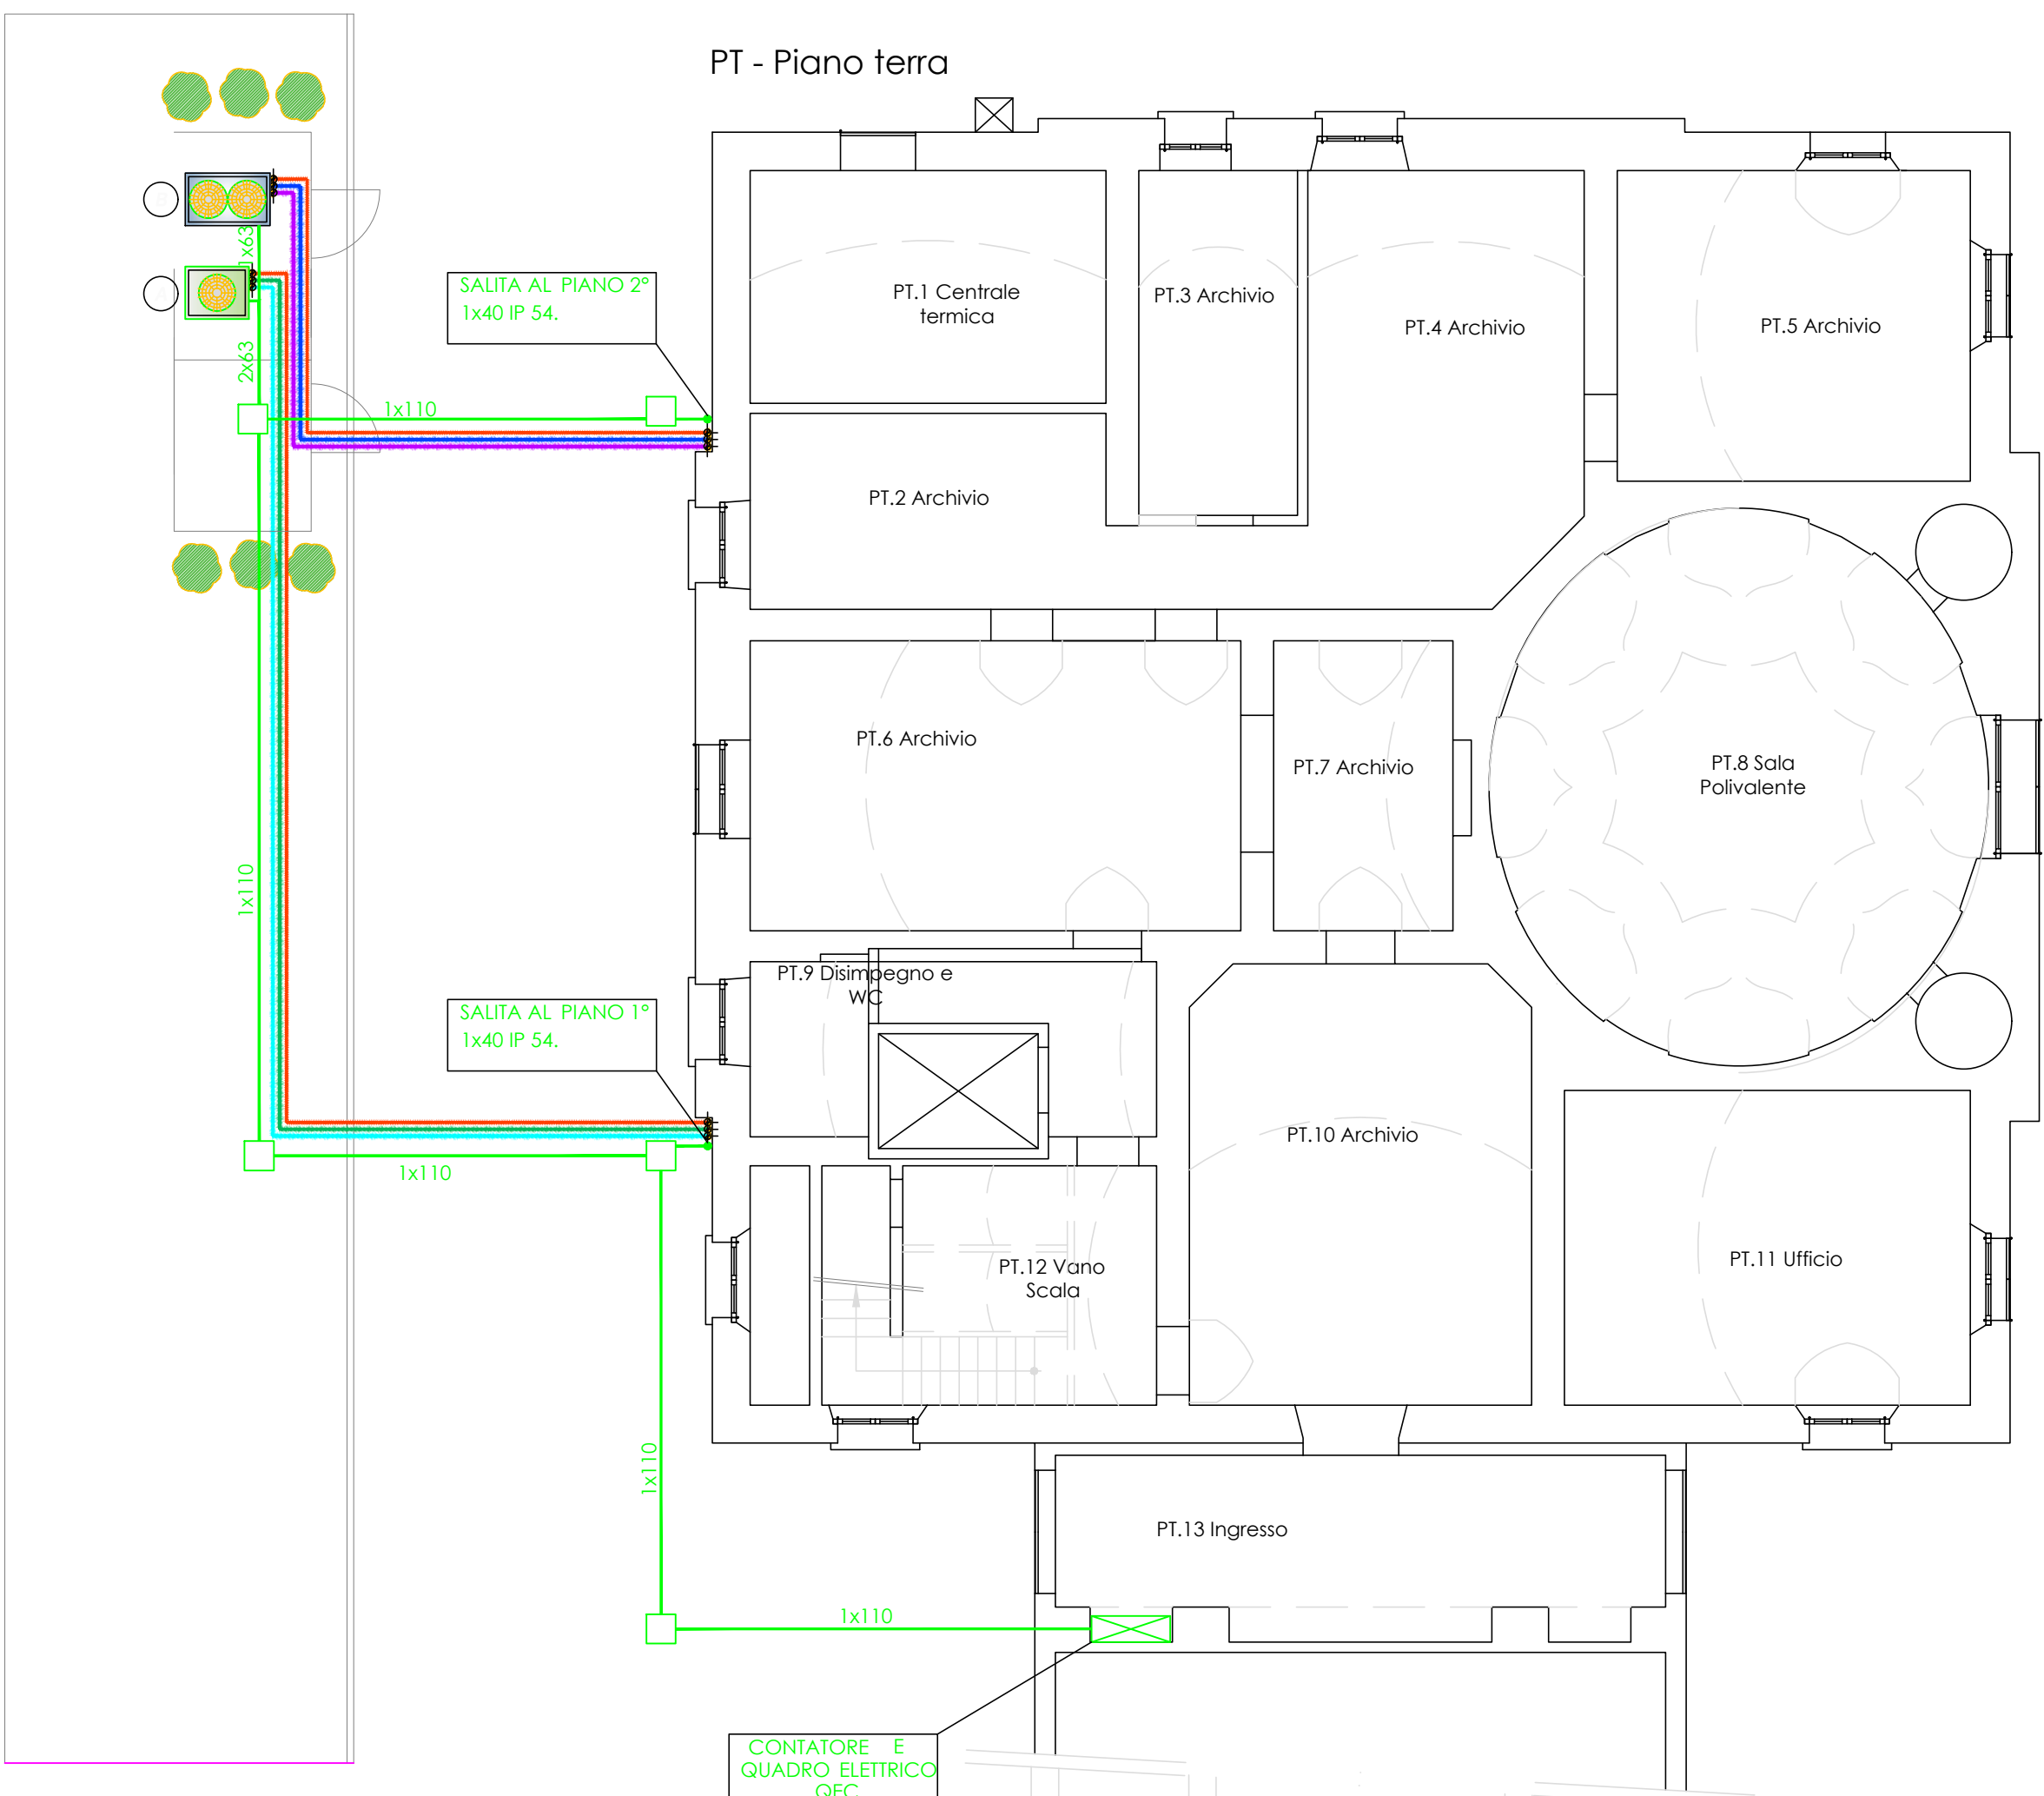 PT - Piano terra
1x63
2x63
SALITA AL PIANO 2°
1x40 IP 54.
1x110
PT.1 Centrale
termica
PT.3 Archivio
PT.4 Archivio
PT.5 Archivio
PT.2 Archivio
PT.6 Archivio
PT.7 Archivio
PT.8 Sala
Polivalente
1x110
PT.9 Disimpegno e
WC
SALITA AL PIANO 1°
1x40 IP 54.
1x110
PT.10 Archivio
PT.12 Vano
Scala
PT.11 Ufficio
1x110
PT.13 Ingresso
1x110
CONTATORE E
QUADRO ELETTRICO